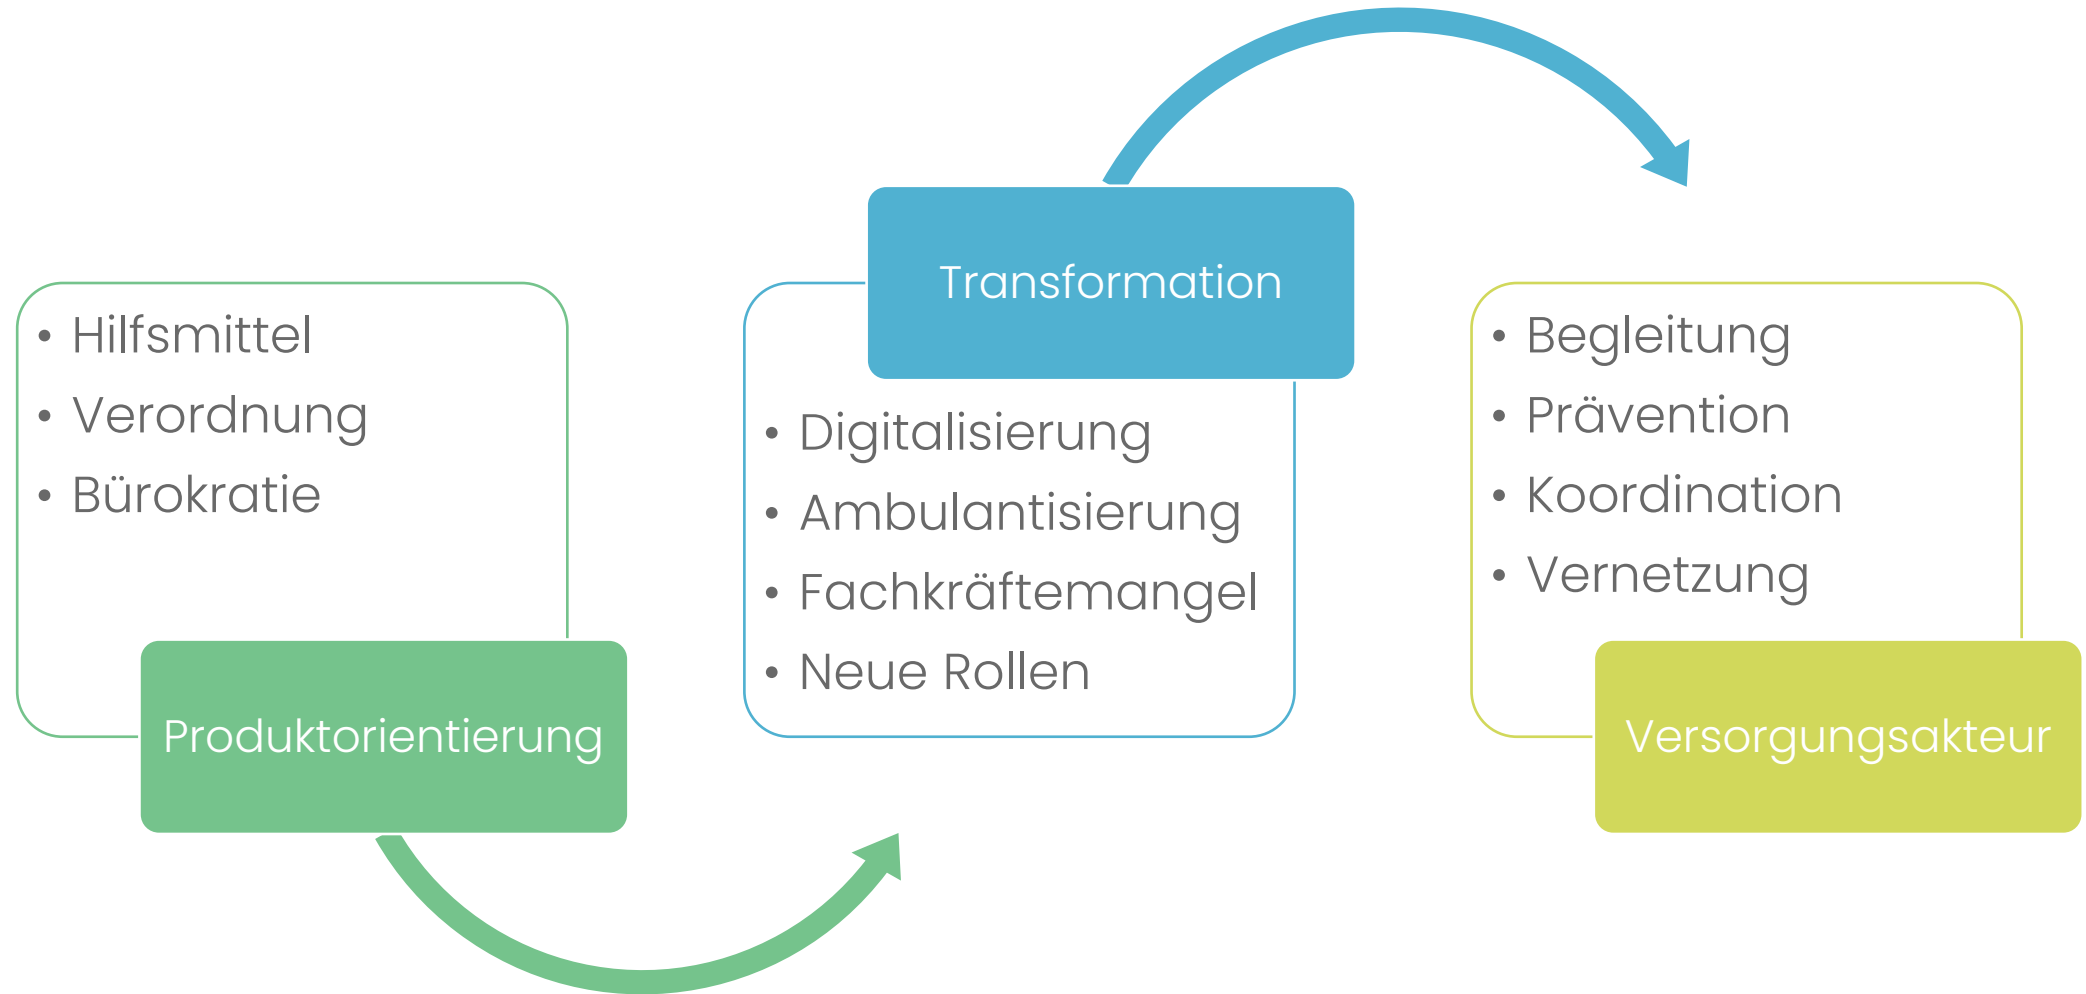 • Hilfsmittel
• Verordnung
• Bürokratie
Produktorientierung
Transformation
• Digitalisierung
• Ambulantisierung
• Fachkräftemangel
• Neue Rollen
• Begleitung
• Prävention
• Koordination
• Vernetzung
Versorgungsakteur